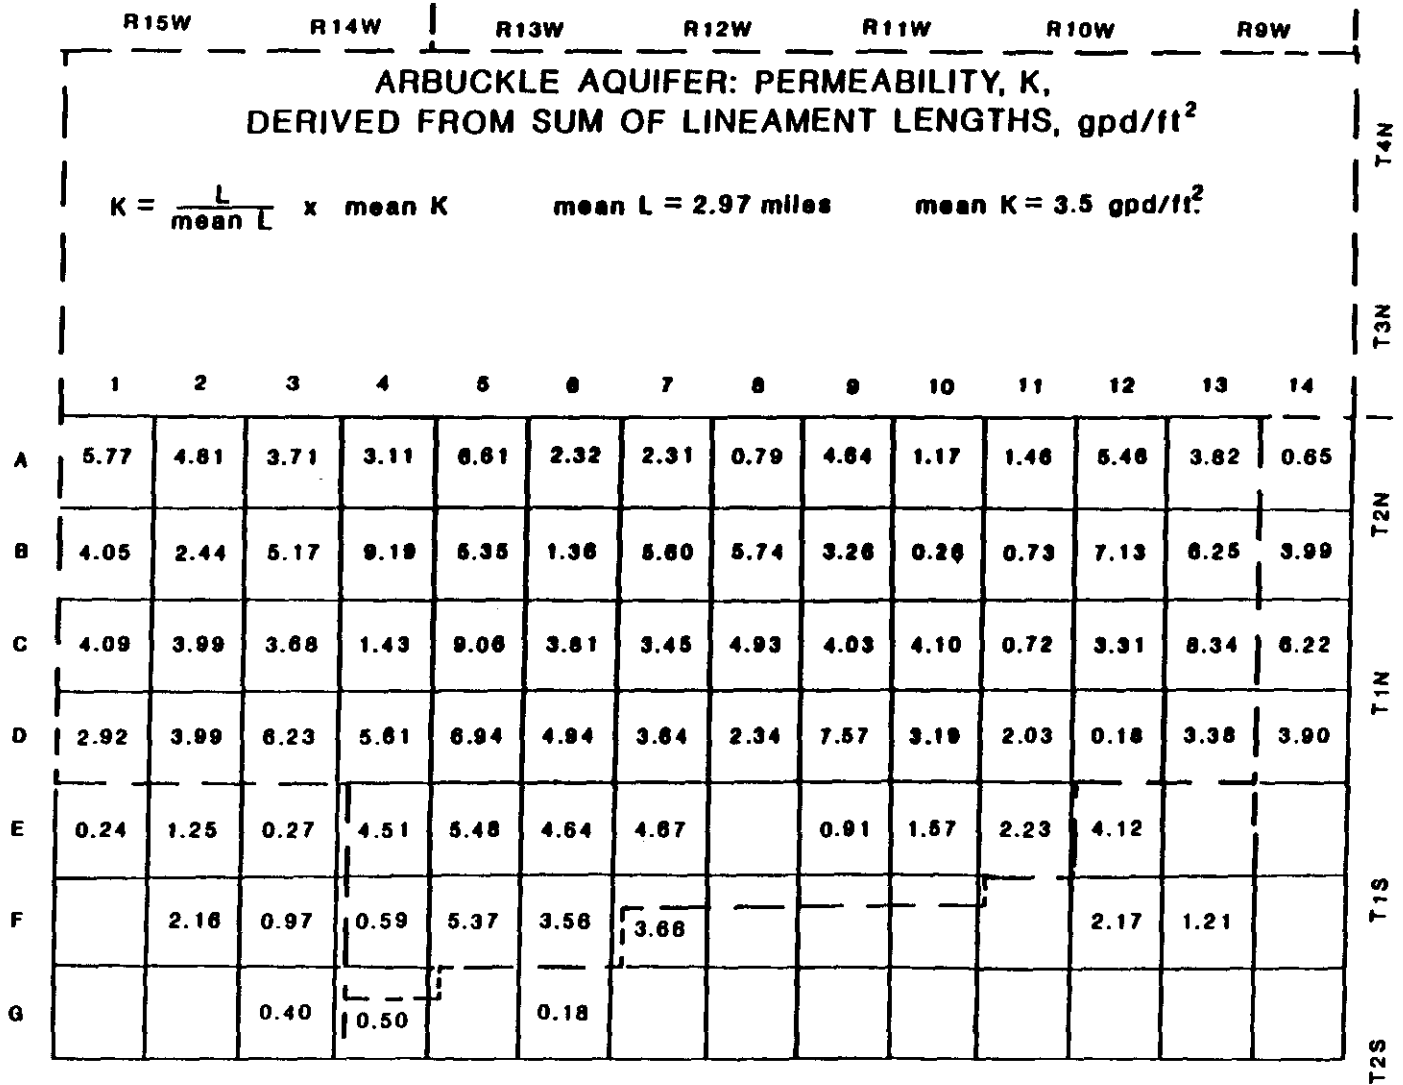 R15W R14W R13W R12W R11W R10W R9W
ARBUCKLE AQUIFER: PERMEABILITY, K,
DERIVED FROM SUM OF LINEAMENT LENGTHS, gpd/ft²
T4N
K = L / mean L x mean K mean L = 2.97 miles mean K = 3.5 gpd/ft².
T3N
1 2 3 4 5 6 7 8 9 10 11 12 13 14
A 5.77 4.81 3.71 3.11 6.61 2.32 2.31 0.79 4.64 1.17 1.46 5.46 3.82 0.65
T2N
B 4.05 2.44 5.17 9.19 5.35 1.36 5.60 5.74 3.26 0.26 0.73 7.13 6.25 3.99
C 4.09 3.99 3.68 1.43 9.06 3.81 3.45 4.93 4.03 4.10 0.72 3.31 8.34 6.22
T1N
D 2.92 3.99 6.23 5.61 6.94 4.94 3.64 2.34 7.57 3.19 2.03 0.18 3.38 3.90
E 0.24 1.25 0.27 4.51 5.48 4.64 4.67 0.91 1.57 2.23 4.12
T1S
F 2.16 0.97 0.59 5.37 3.56 3.68 2.17 1.21
G 0.40 0.50 0.18
T2S